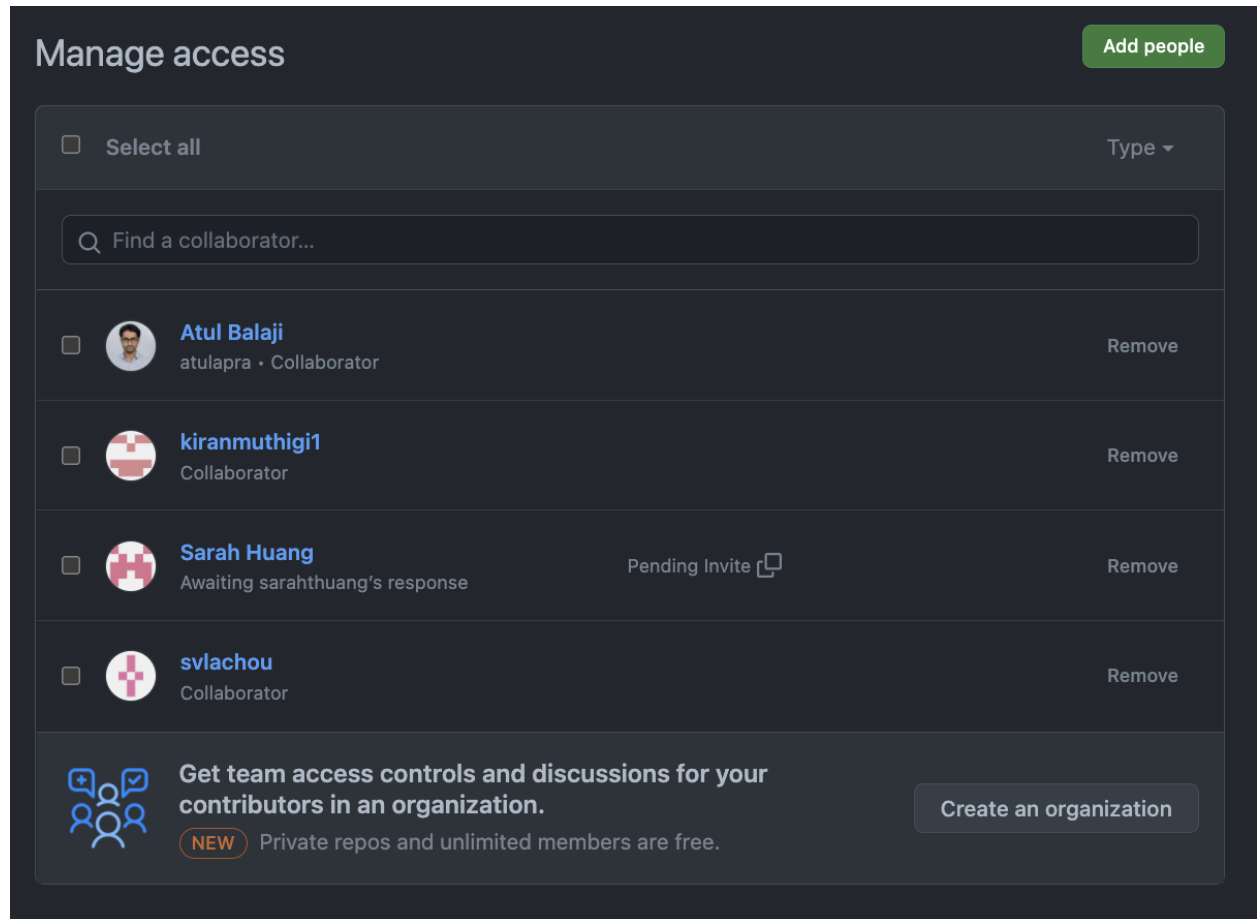 Manage access
Add people
Select all
Type
Find a collaborator...
Atul Balaji
atulapra • Collaborator
Remove
kiranmuthigi1
Collaborator
Remove
Sarah Huang
Awaiting sarahthuang’s response
Pending Invite
Remove
svlachou
Collaborator
Remove
Get team access controls and discussions for your
contributors in an organization.
NEW Private repos and unlimited members are free.
Create an organization